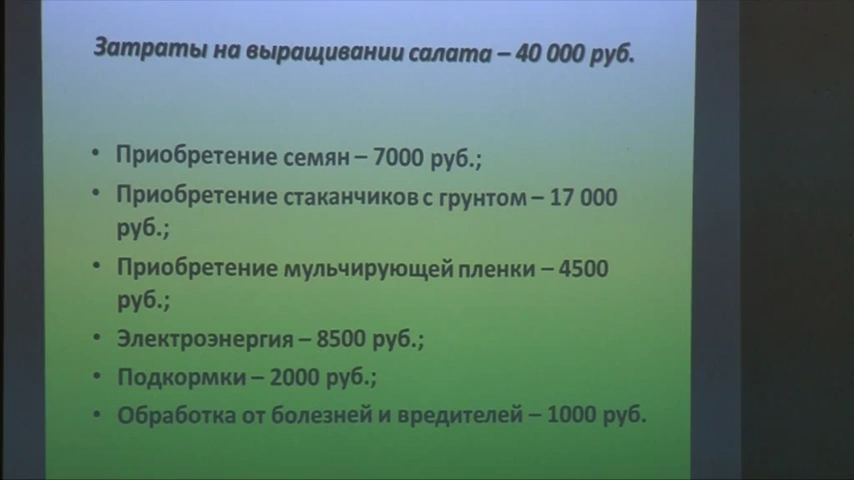 Затраты на выращивании салата – 40 000 руб.
• Приобретение семян – 7000 руб.;
• Приобретение стаканчиков с грунтом – 17 000
руб.;
• Приобретение мульчирующей пленки – 4500
руб.;
• Электроэнергия – 8500 руб.;
• Подкормки – 2000 руб.;
• Обработка от болезней и вредителей – 1000 руб.